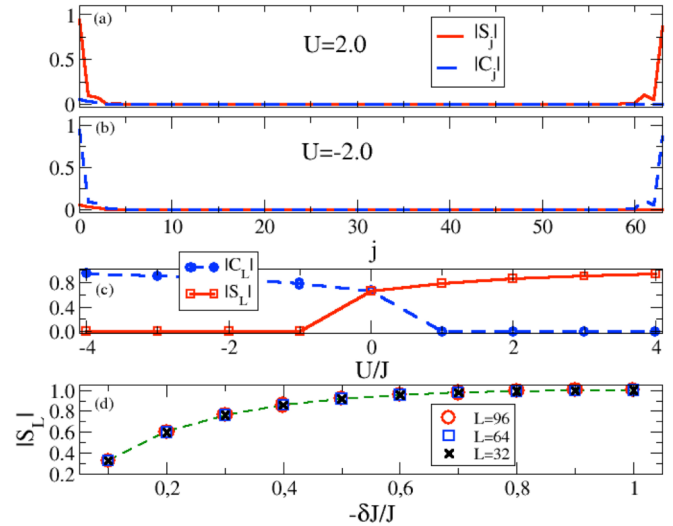 (a)
U=2.0
|S_j|
|C_j|
1
0.5
0
(b)
U=-2.0
1
0.5
0
0 10 20 30 40 50 60
j
(c)
|C_L|
|S_L|
0.8
0.4
0.0
-4 -2 0 2 4
U/J
(d)
|S_L|
1.0
0.8
0.6
0.4
0.2
L=96
L=64
L=32
0,2 0,4 0,6 0,8 1
-δJ/J